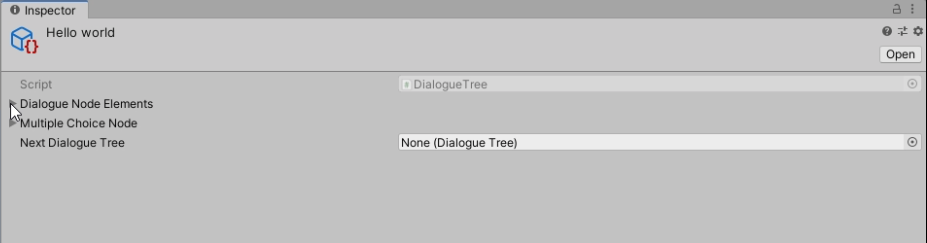 Inspector
Hello world
Open
Script DialogueTree
Dialogue Node Elements
Multiple Choice Node
Next Dialogue Tree None (Dialogue Tree)